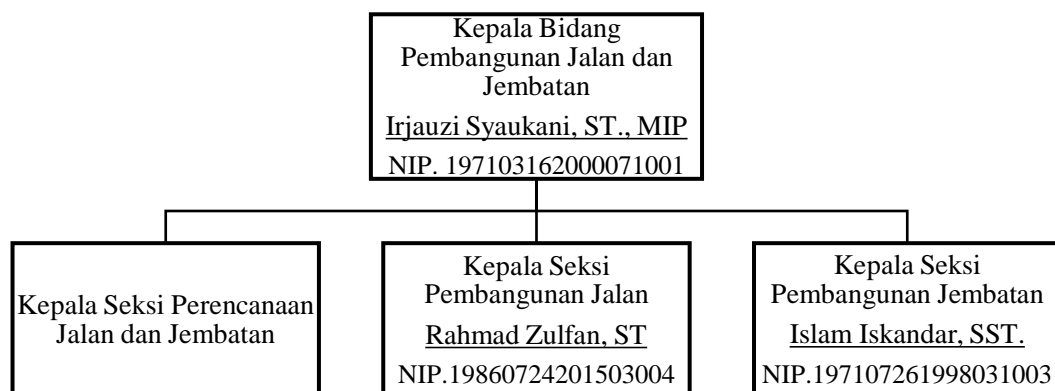 Kepala Bidang
Pembangunan Jalan dan
Jembatan
Irjauzi Syaukani, ST., MIP
NIP. 197103162000071001
Kepala Seksi Perencanaan
Jalan dan Jembatan
Kepala Seksi
Pembangunan Jalan
Rahmad Zulfan, ST
NIP.19860724201503004
Kepala Seksi
Pembangunan Jembatan
Islam Iskandar, SST.
NIP.197107261998031003